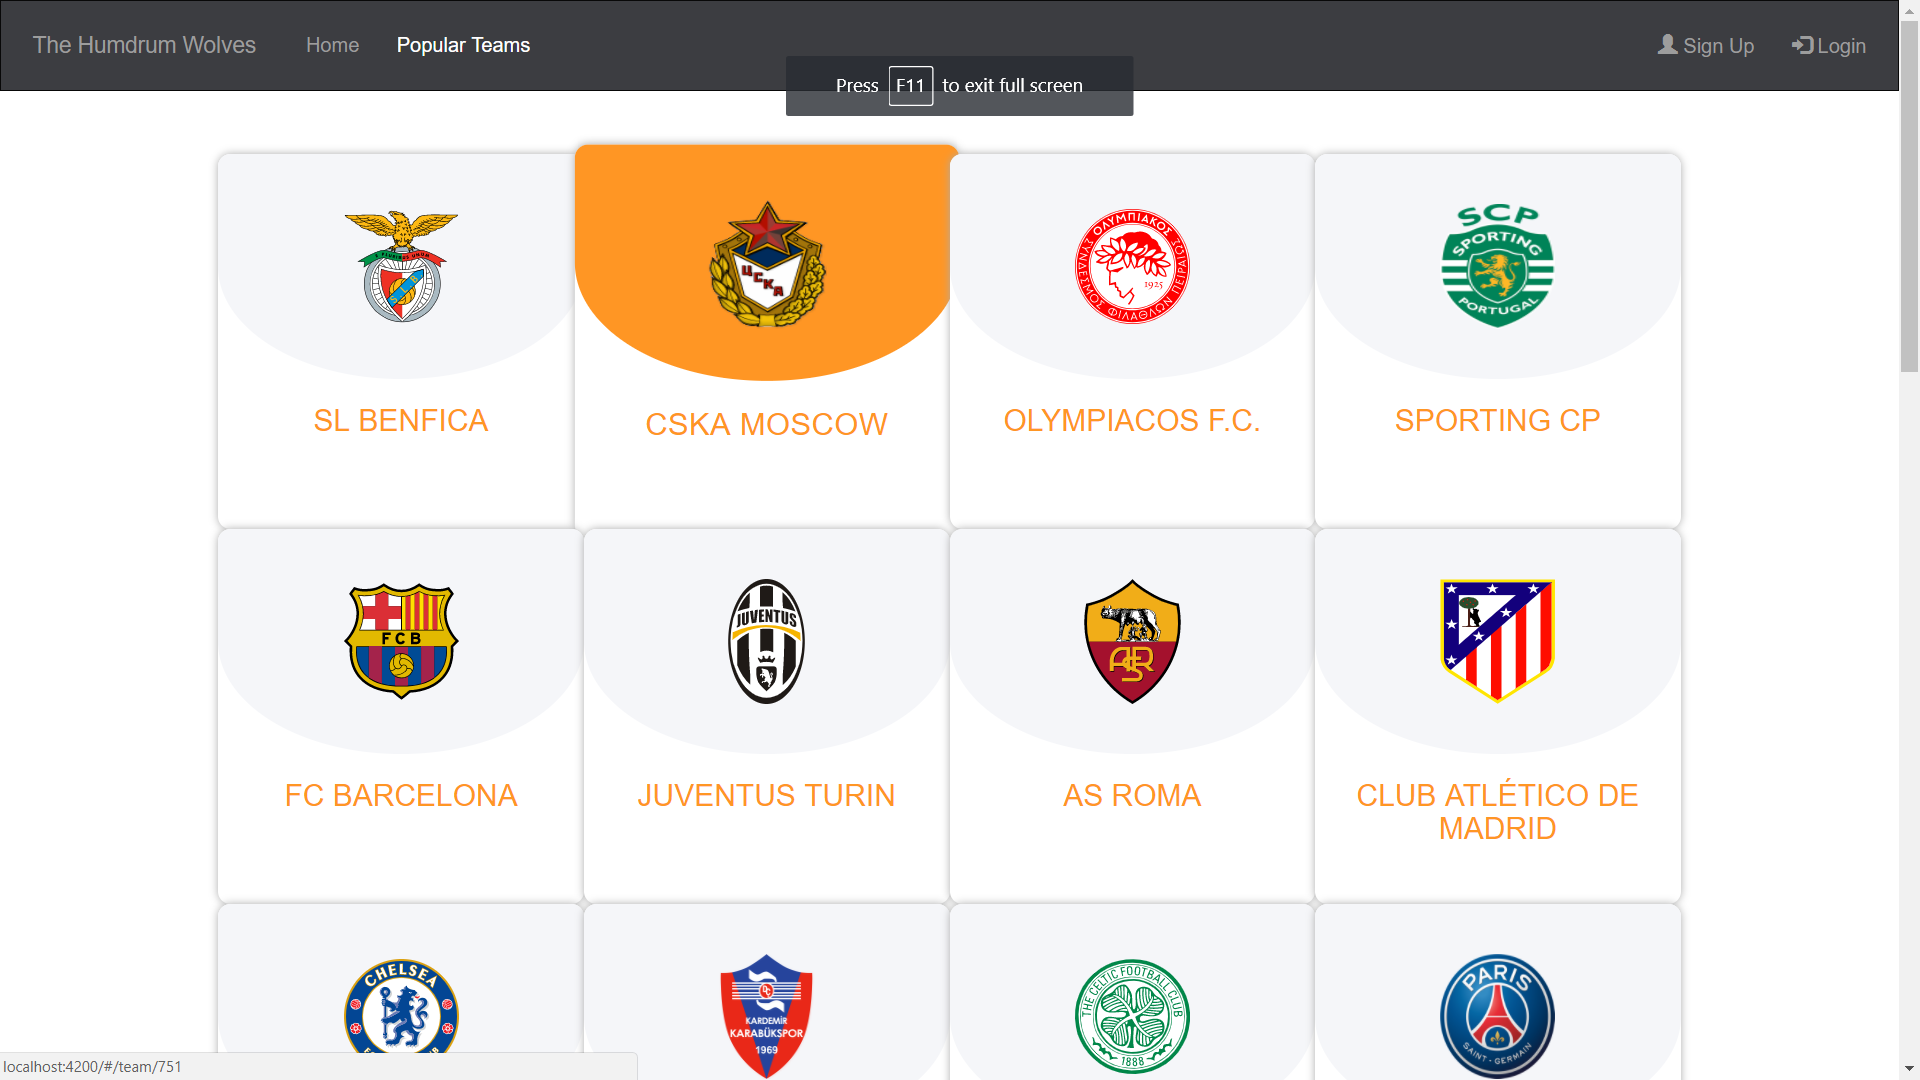 The Humdrum Wolves Home Popular Teams Sign Up Login
Press F11 to exit full screen
E PLURIBUS UNUM
ЦСКА
ΟΛΥΜΠΙΑΚΟΣ ΣΥΝΔΕΣΜΟΣ ΦΙΛΑΘΛΩΝ ΠΕΙΡΑΙΩΣ
1925
SCP
SPORTING
PORTUGAL
SL BENFICA
CSKA MOSCOW
OLYMPIACOS F.C.
SPORTING CP
FCB
JUVENTUS
ASR
FC BARCELONA
JUVENTUS TURIN
AS ROMA
CLUB ATLÉTICO DE
MADRID
CHELSEA
KARDEMİR
KARABÜKSPOR
1969
THE CELTIC FOOTBALL CLUB
1888
PARIS
SAINT-GERMAIN
localhost:4200/#/team/751